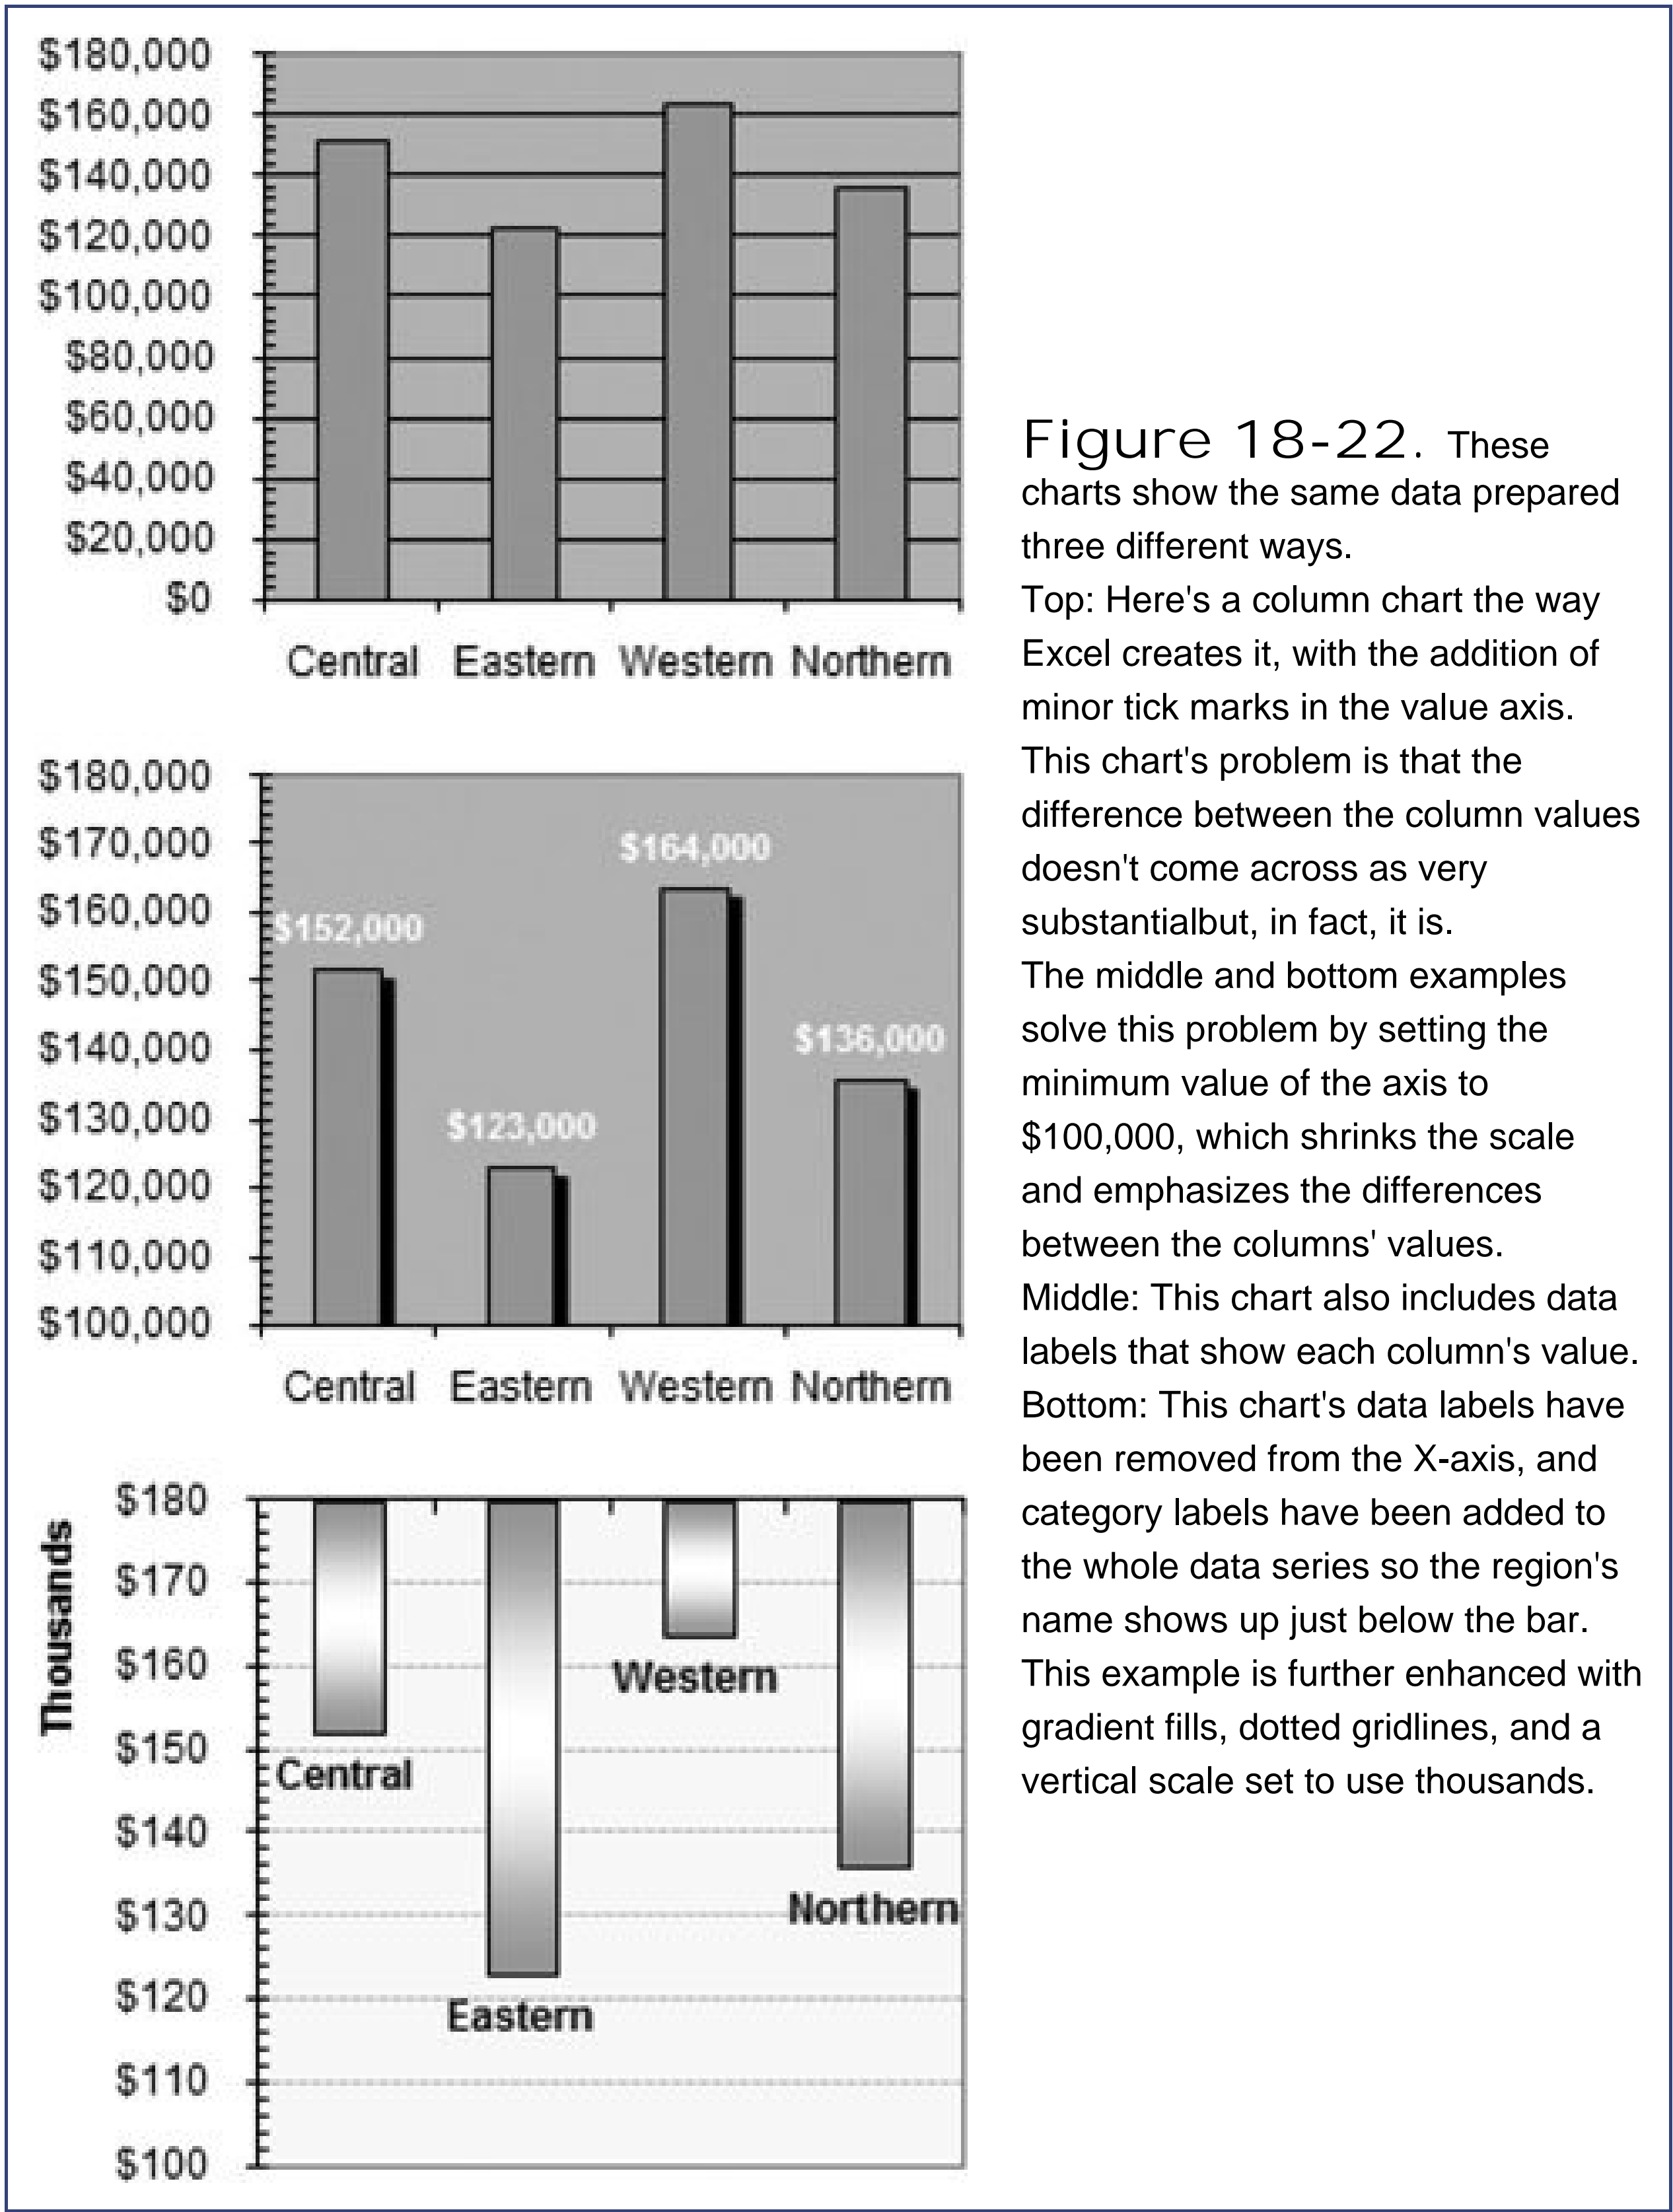 $180,000
$160,000
$140,000
$120,000
$100,000
$80,000
$60,000
$40,000
$20,000
$0
Central Eastern Western Northern
$180,000
$170,000
$160,000
$150,000
$140,000
$130,000
$120,000
$110,000
$100,000
$152,000
$123,000
$164,000
$136,000
Central Eastern Western Northern
Thousands
$180
$170
$160
$150
$140
$130
$120
$110
$100
Central
Eastern
Western
Northern
Figure 18-22. These
charts show the same data prepared
three different ways.
Top: Here's a column chart the way
Excel creates it, with the addition of
minor tick marks in the value axis.
This chart's problem is that the
difference between the column values
doesn't come across as very
substantialbut, in fact, it is.
The middle and bottom examples
solve this problem by setting the
minimum value of the axis to
$100,000, which shrinks the scale
and emphasizes the differences
between the columns' values.
Middle: This chart also includes data
labels that show each column's value.
Bottom: This chart's data labels have
been removed from the X-axis, and
category labels have been added to
the whole data series so the region's
name shows up just below the bar.
This example is further enhanced with
gradient fills, dotted gridlines, and a
vertical scale set to use thousands.